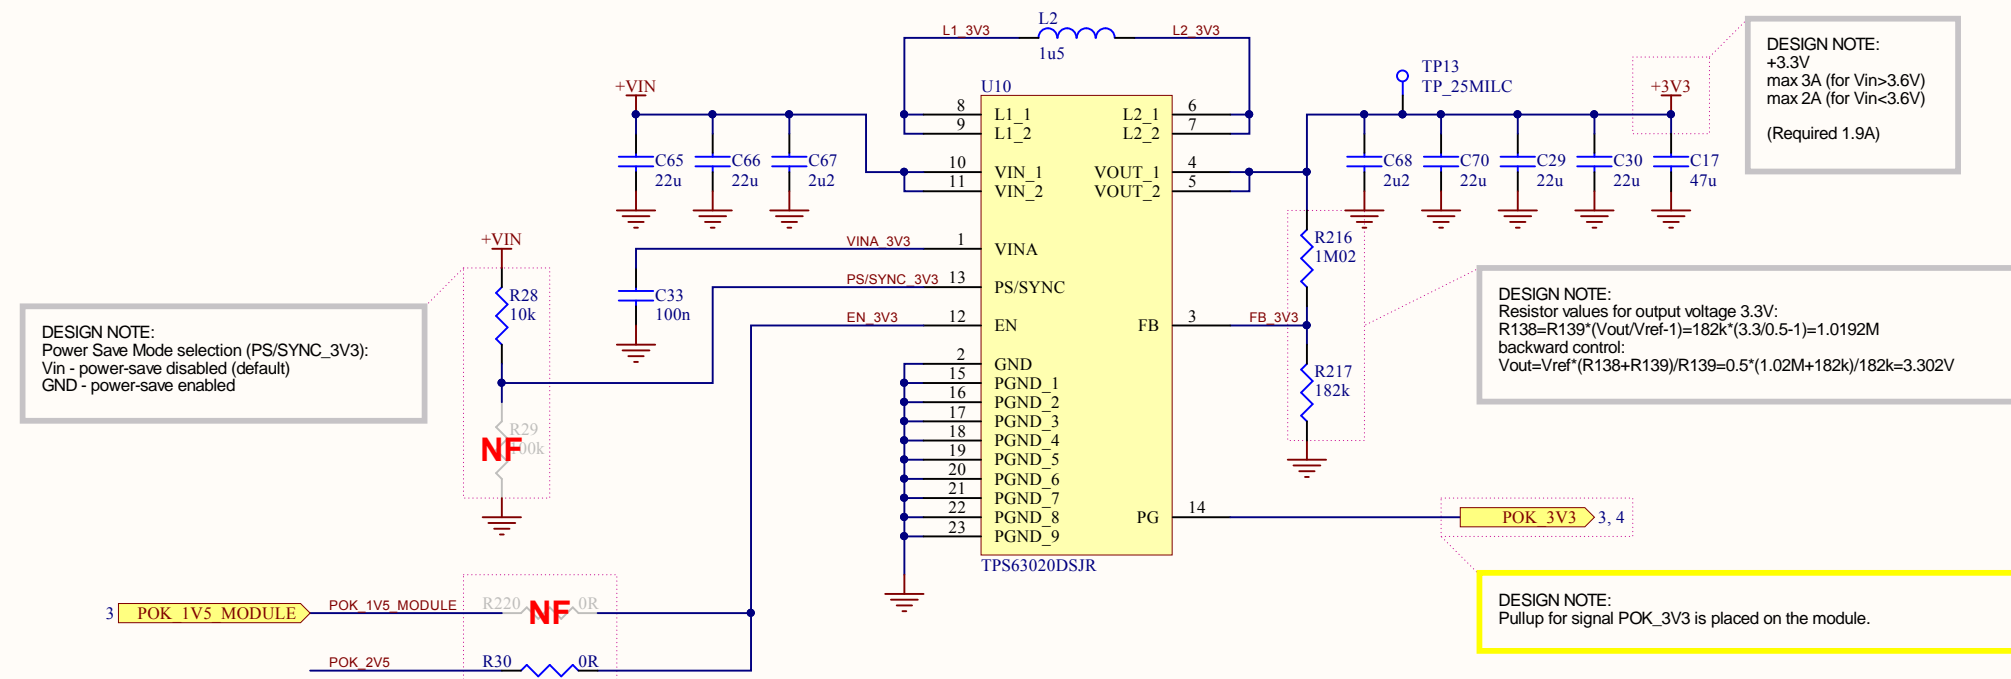 L2
L1_3V3
L2_3V3
1u5
DESIGN NOTE:
+3.3V
max 3A (for Vin>3.6V)
max 2A (for Vin<3.6V)
(Required 1.9A)
TP13
TP_25MILC
+VIN
U10
+3V3
8 L1_1
9 L1_2
10 VIN_1
11 VIN_2
L2_1 6
L2_2 7
VOUT_1 4
VOUT_2 5
C65
22u
C66
22u
C67
2u2
C68
2u2
C70
22u
C29
22u
C30
22u
C17
47u
+VIN
VINA_3V3 1 VINA
PS/SYNC_3V3 13 PS/SYNC
EN_3V3 12 EN
C33
100n
R28
10k
R29
100k
NF
DESIGN NOTE:
Power Save Mode selection (PS/SYNC_3V3):
Vin - power-save disabled (default)
GND - power-save enabled
R216
1M02
FB 3 FB_3V3
R217
182k
DESIGN NOTE:
Resistor values for output voltage 3.3V:
R138=R139*(Vout/Vref-1)=182k*(3.3/0.5-1)=1.0192M
backward control:
Vout=Vref*(R138+R139)/R139=0.5*(1.02M+182k)/182k=3.302V
2 GND
15 PGND_1
16 PGND_2
17 PGND_3
18 PGND_4
19 PGND_5
20 PGND_6
21 PGND_7
22 PGND_8
23 PGND_9
PG 14
POK_3V3 3, 4
TPS63020DSJR
DESIGN NOTE:
Pullup for signal POK_3V3 is placed on the module.
3 POK_1V5_MODULE
POK_1V5_MODULE
R220 NF 0R
POK_2V5
R30 0R